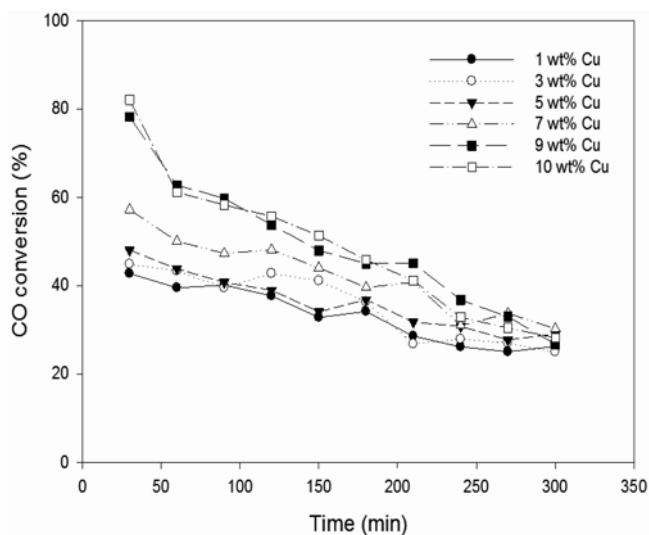 100
80
60
40
20
0
CO conversion (%)
0 50 100 150 200 250 300 350
Time (min)
1 wt% Cu
3 wt% Cu
5 wt% Cu
7 wt% Cu
9 wt% Cu
10 wt% Cu